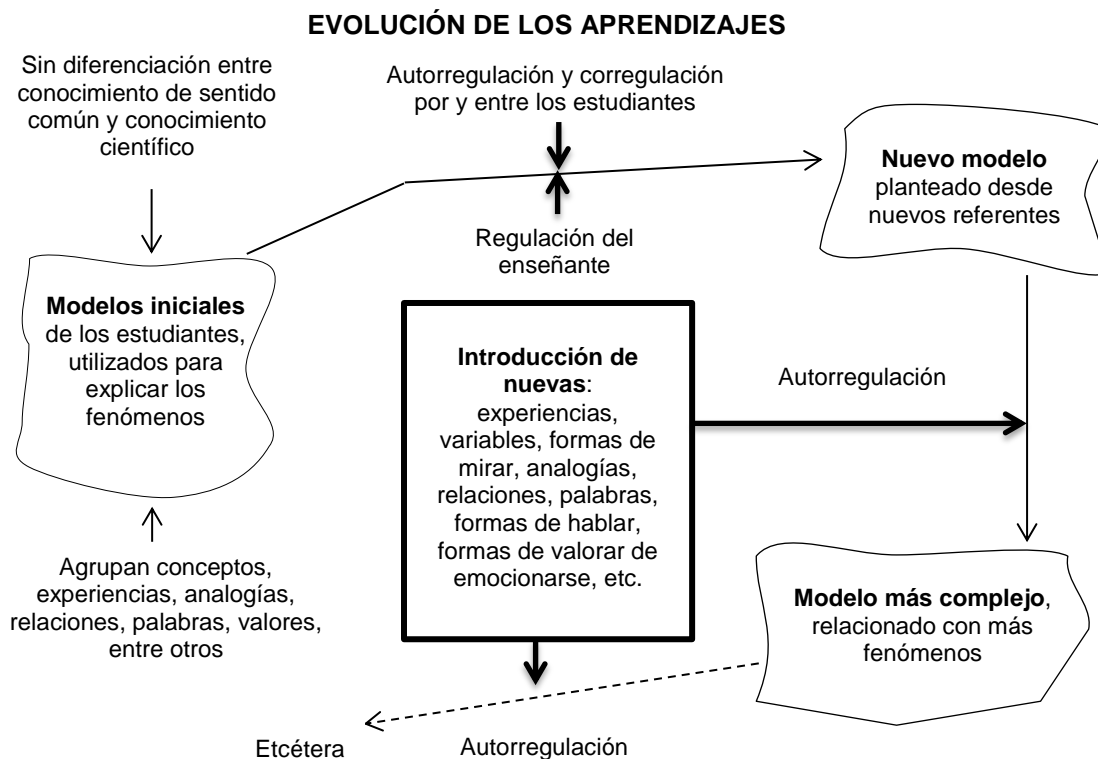 EVOLUCIÓN DE LOS APRENDIZAJES
Sin diferenciación entre
conocimiento de sentido
común y conocimiento
científico
Autorregulación y corregulación
por y entre los estudiantes
Nuevo modelo
planteado desde
nuevos referentes
Regulación del
enseñante
Modelos iniciales
de los estudiantes,
utilizados para
explicar los
fenómenos
Introducción de
nuevas:
experiencias,
variables, formas de
mirar, analogías,
relaciones, palabras,
formas de hablar,
formas de valorar de
emocionarse, etc.
Autorregulación
Agrupan conceptos,
experiencias, analogías,
relaciones, palabras, valores,
entre otros
Modelo más complejo,
relacionado con más
fenómenos
Etcétera
Autorregulación